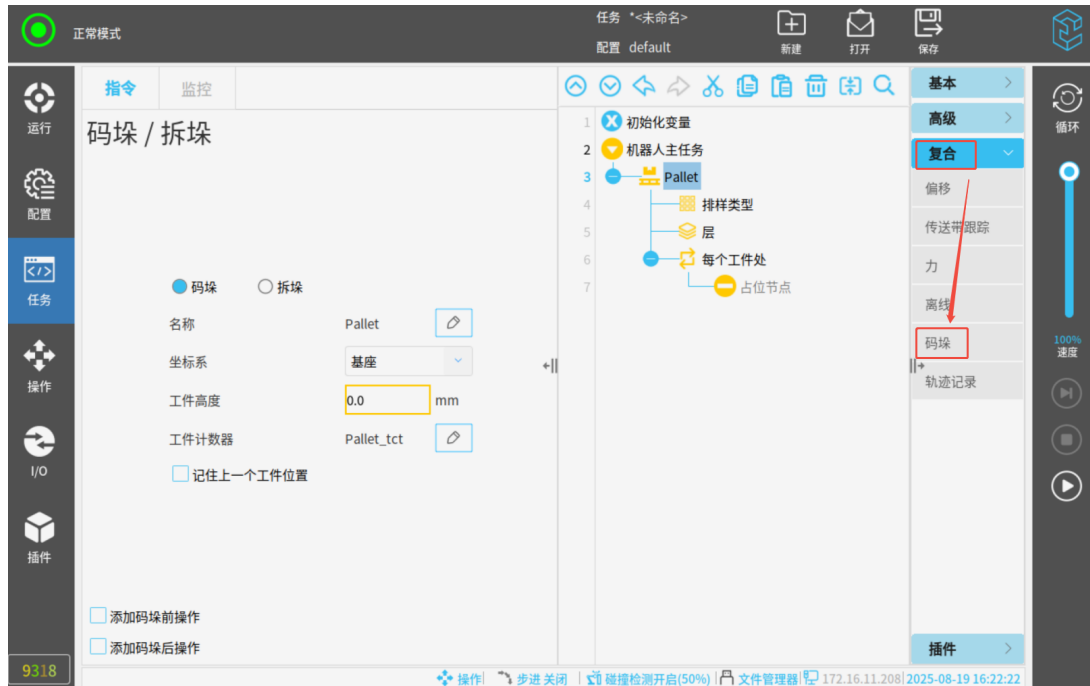 正常模式
任务 *<未命名>
配置 default
新建
打开
保存
运行
配置
任务
操作
I/O
插件
9318
指令
监控
码垛 / 拆垛
码垛
拆垛
名称 Pallet
坐标系 基座
工件高度 0.0 mm
工件计数器 Pallet_tct
记住上一个工件位置
添加码垛前操作
添加码垛后操作
1 初始化变量
2 机器人主任务
3 Pallet
4 排样类型
5 层
6 每个工件处
7 占位节点
基本
高级
复合
偏移
传送带跟踪
力
离线
码垛
轨迹记录
插件
循环
100%
速度
操作
步进 关闭
碰撞检测开启(50%)
文件管理器
172.16.11.208
2025-08-19 16:22:22